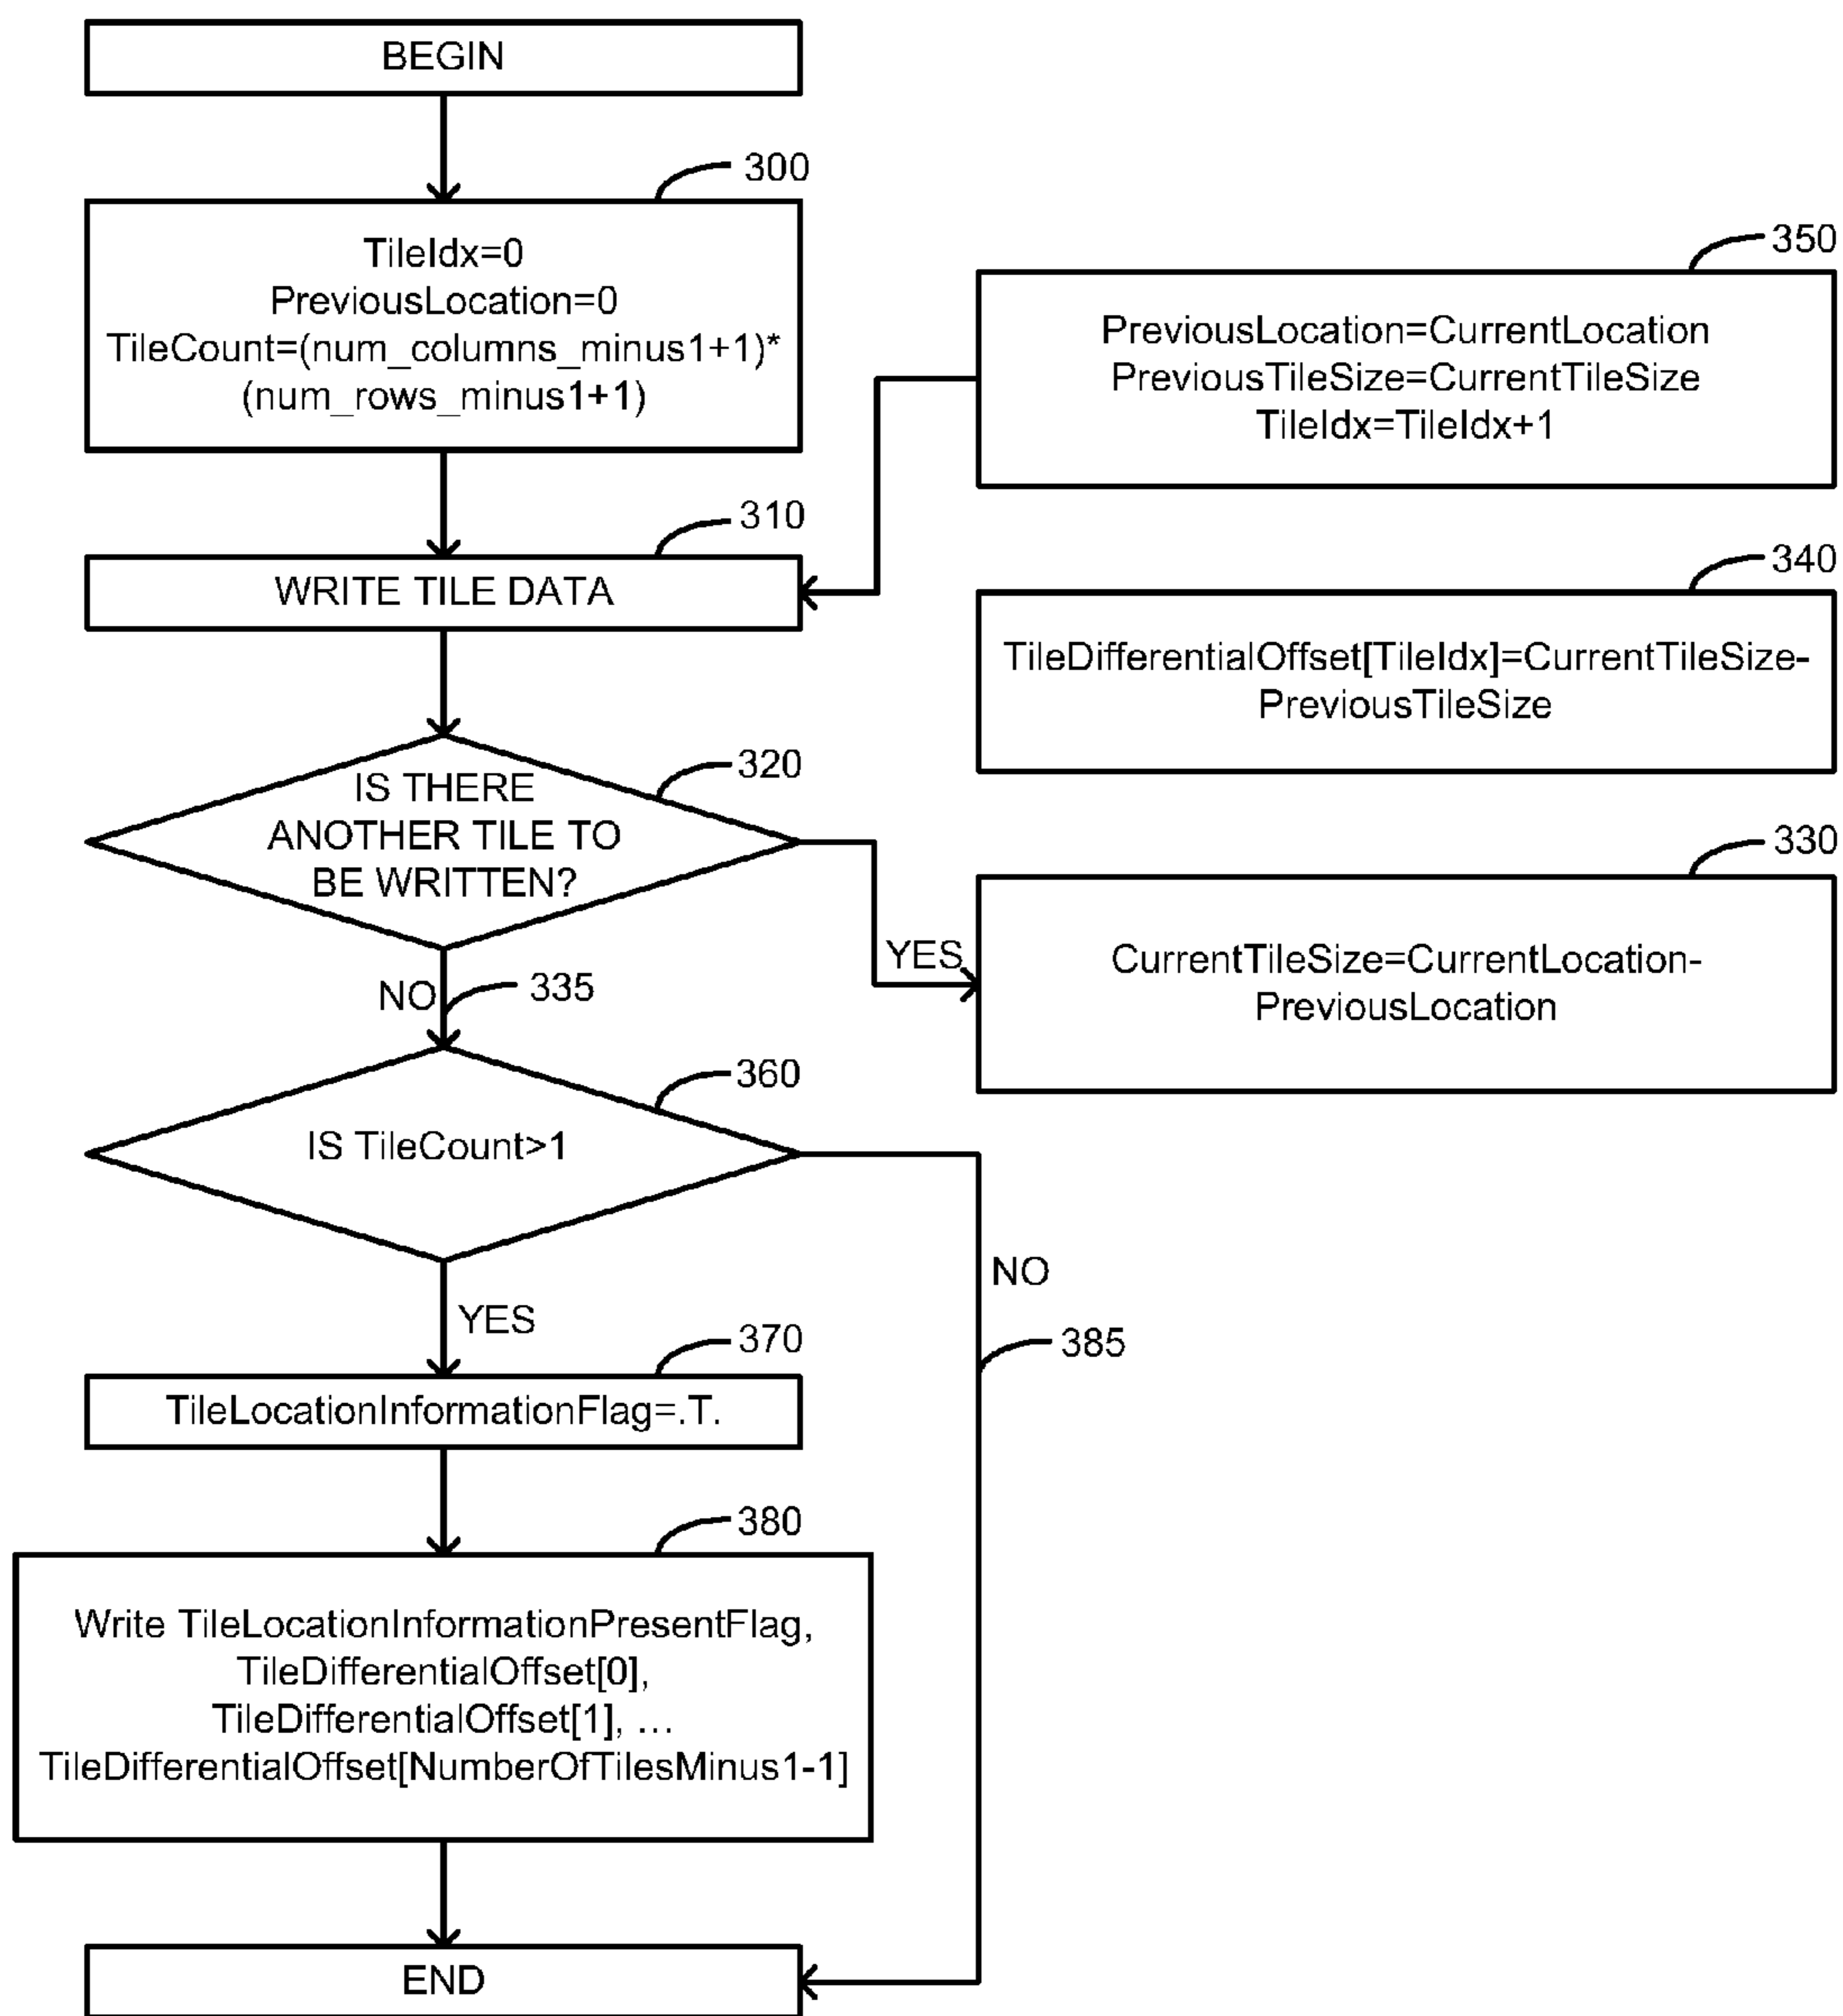 BEGIN
300
TileIdx=0
PreviousLocation=0
TileCount=(num_columns_minus1+1)*
(num_rows_minus1+1)
350
PreviousLocation=CurrentLocation
PreviousTileSize=CurrentTileSize
TileIdx=TileIdx+1
310
WRITE TILE DATA
340
TileDifferentialOffset[TileIdx]=CurrentTileSize-
PreviousTileSize
320
IS THERE
ANOTHER TILE TO
BE WRITTEN?
YES
330
CurrentTileSize=CurrentLocation-
PreviousLocation
NO
335
360
IS TileCount>1
NO
385
YES
370
TileLocationInformationFlag=.T.
380
Write TileLocationInformationPresentFlag,
TileDifferentialOffset[0],
TileDifferentialOffset[1], ...
TileDifferentialOffset[NumberOfTilesMinus1-1]
END